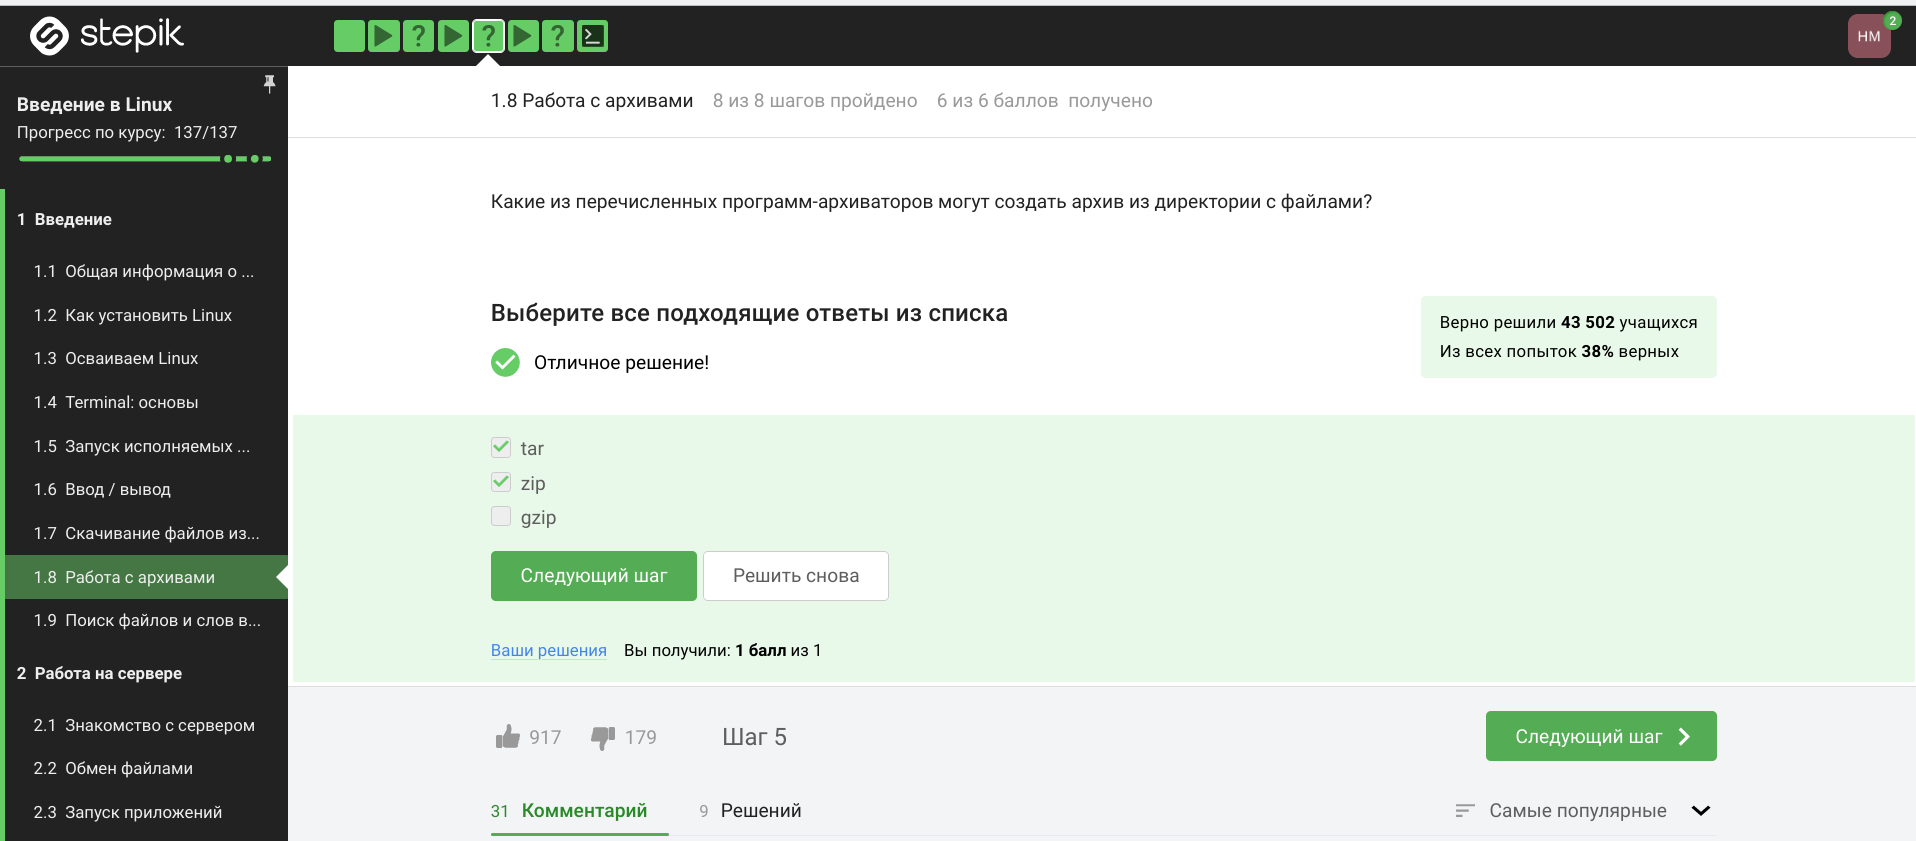 stepik
НМ
2
Введение в Linux
Прогресс по курсу: 137/137
1 Введение
1.1 Общая информация о ...
1.2 Как установить Linux
1.3 Осваиваем Linux
1.4 Terminal: основы
1.5 Запуск исполняемых ...
1.6 Ввод / вывод
1.7 Скачивание файлов из...
1.8 Работа с архивами
1.9 Поиск файлов и слов в...
2 Работа на сервере
2.1 Знакомство с сервером
2.2 Обмен файлами
2.3 Запуск приложений
1.8 Работа с архивами 8 из 8 шагов пройдено 6 из 6 баллов получено
Какие из перечисленных программ-архиваторов могут создать архив из директории с файлами?
Выберите все подходящие ответы из списка
Отличное решение!
Верно решили 43 502 учащихся
Из всех попыток 38% верных
tar
zip
gzip
Следующий шаг
Решить снова
Ваши решения Вы получили: 1 балл из 1
917 179 Шаг 5
Следующий шаг
31 Комментарий 9 Решений
Самые популярные